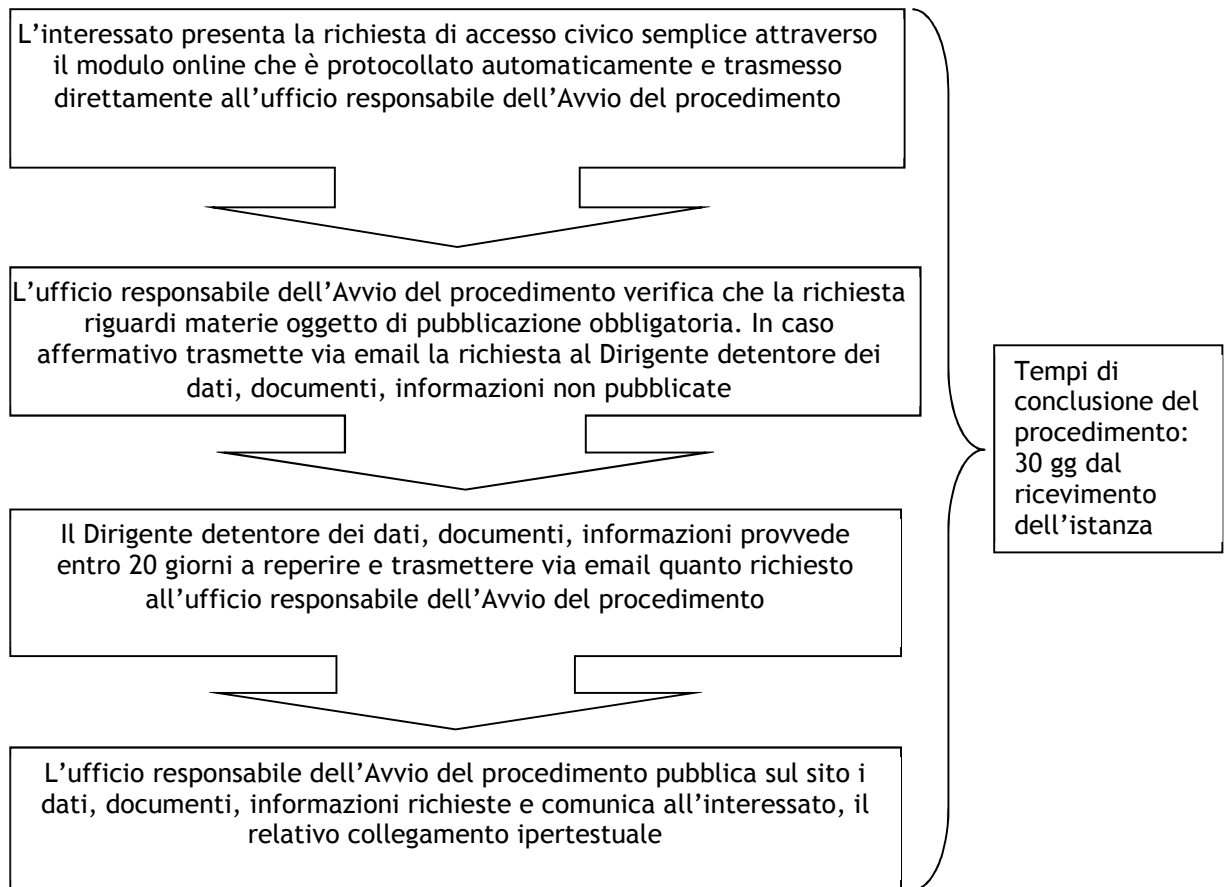 L’interessato presenta la richiesta di accesso civico semplice attraverso
il modulo online che è protocollato automaticamente e trasmesso
direttamente all’ufficio responsabile dell’Avvio del procedimento
L’ufficio responsabile dell’Avvio del procedimento verifica che la richiesta
riguardi materie oggetto di pubblicazione obbligatoria. In caso
affermativo trasmette via email la richiesta al Dirigente detentore dei
dati, documenti, informazioni non pubblicate
Il Dirigente detentore dei dati, documenti, informazioni provvede
entro 20 giorni a reperire e trasmettere via email quanto richiesto
all’ufficio responsabile dell’Avvio del procedimento
L’ufficio responsabile dell’Avvio del procedimento pubblica sul sito i
dati, documenti, informazioni richieste e comunica all’interessato, il
relativo collegamento ipertestuale
Tempi di
conclusione del
procedimento:
30 gg dal
ricevimento
dell’istanza